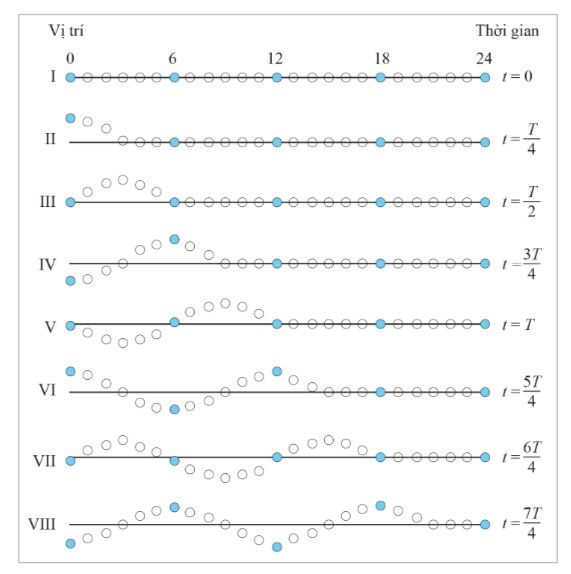 Vị trí Thời gian
0 6 12 18 24
I t = 0
II t = T/4
III t = T/2
IV t = 3T/4
V t = T
VI t = 5T/4
VII t = 6T/4
VIII t = 7T/4